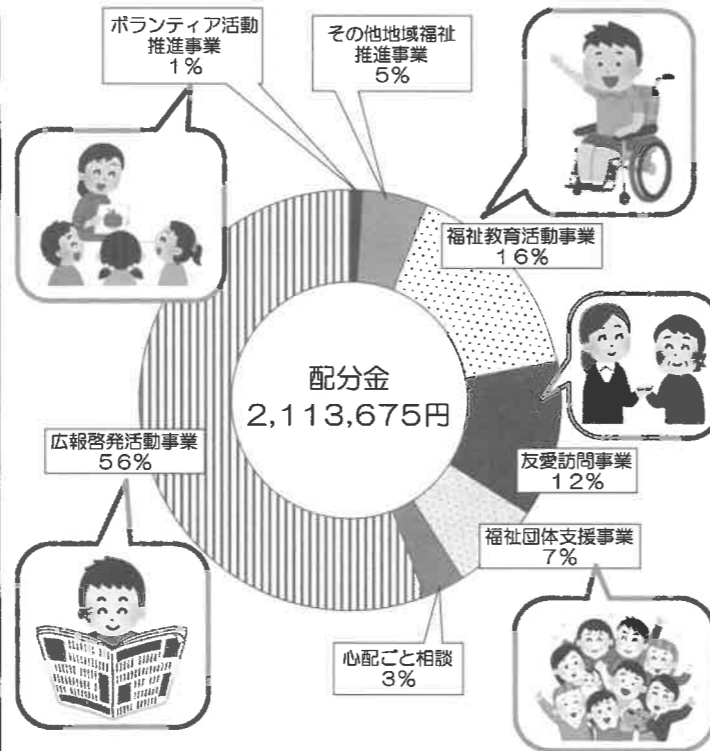 ボランティア活動
推進事業
1%
その他地域福祉
推進事業
5%
福祉教育活動事業
16%
配分金
2,113,675円
広報啓発活動事業
56%
友愛訪問事業
12%
福祉団体支援事業
7%
心配ごと相談
3%